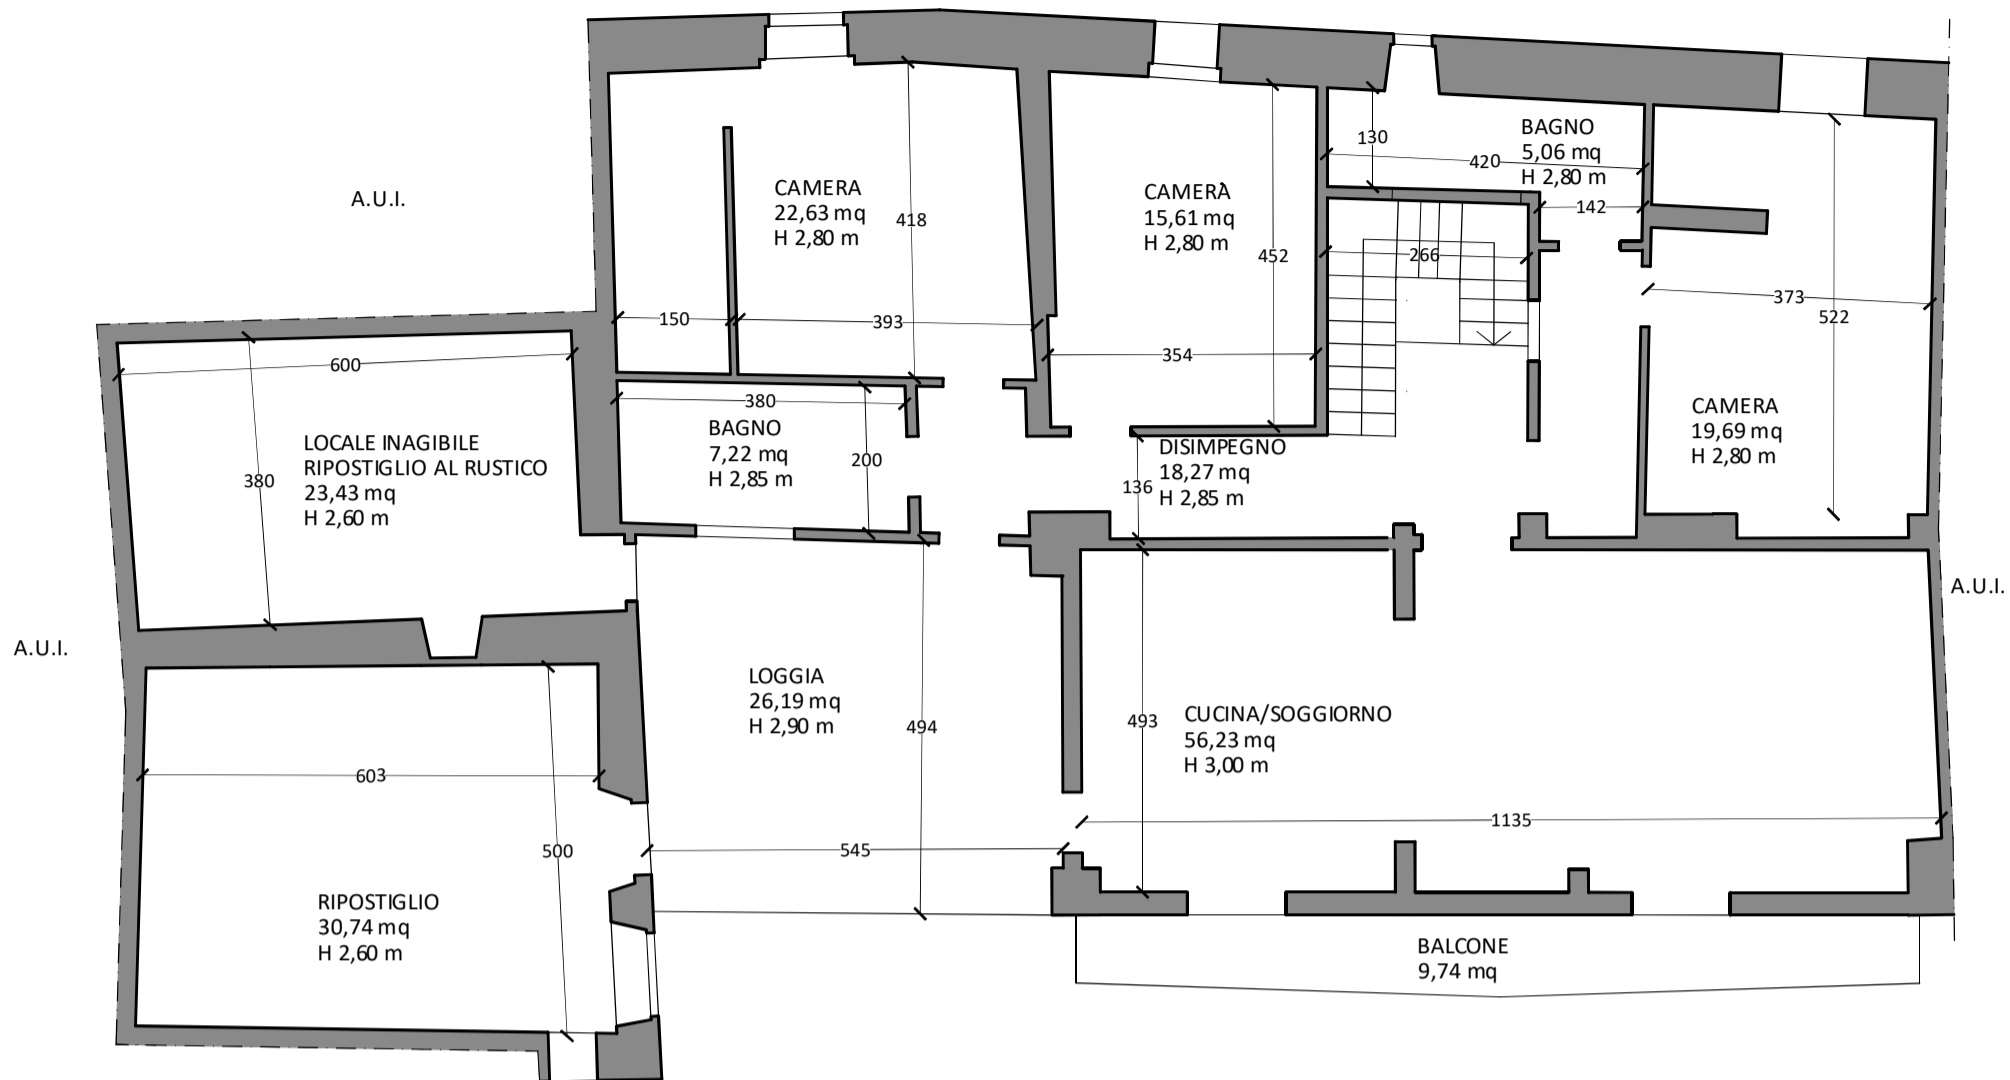 A.U.I.
CAMERA
22,63 mq
H 2,80 m
418
150
393
CAMERA
15,61 mq
H 2,80 m
452
354
130
420
BAGNO
5,06 mq
H 2,80 m
142
266
373
522
CAMERA
19,69 mq
H 2,80 m
600
380
LOCALE INAGIBILE
RIPOSTIGLIO AL RUSTICO
23,43 mq
H 2,60 m
380
BAGNO
7,22 mq
H 2,85 m
200
DISIMPEGNO
18,27 mq
H 2,85 m
136
A.U.I.
A.U.I.
LOGGIA
26,19 mq
H 2,90 m
494
545
493
CUCINA/SOGGIORNO
56,23 mq
H 3,00 m
1135
603
500
RIPOSTIGLIO
30,74 mq
H 2,60 m
BALCONE
9,74 mq